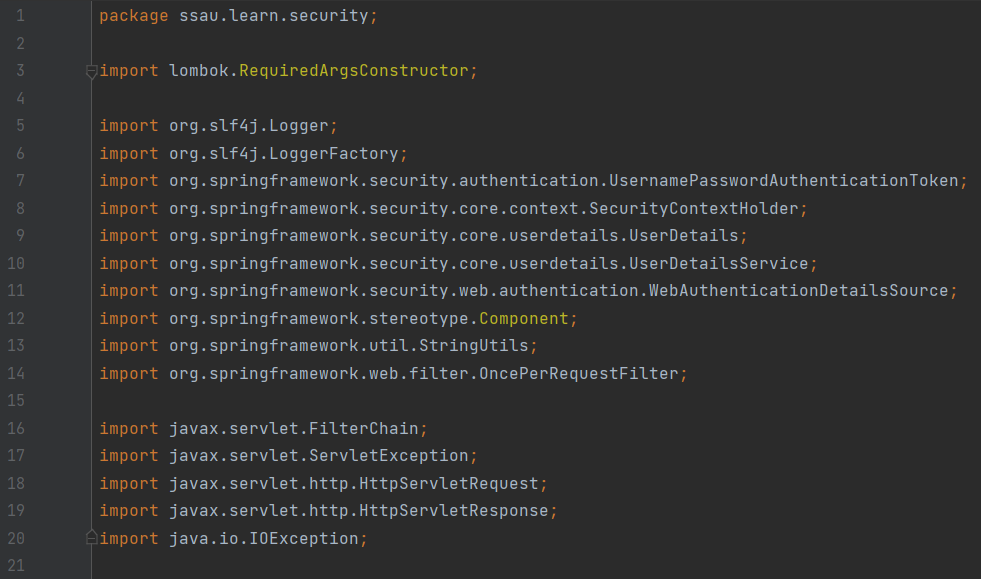 1 package ssau.learn.security;
2
3 import lombok.RequiredArgsConstructor;
4
5 import org.slf4j.Logger;
6 import org.slf4j.LoggerFactory;
7 import org.springframework.security.authentication.UsernamePasswordAuthenticationToken;
8 import org.springframework.security.core.context.SecurityContextHolder;
9 import org.springframework.security.core.userdetails.UserDetails;
10 import org.springframework.security.core.userdetails.UserDetailsService;
11 import org.springframework.security.web.authentication.WebAuthenticationDetailsSource;
12 import org.springframework.stereotype.Component;
13 import org.springframework.util.StringUtils;
14 import org.springframework.web.filter.OncePerRequestFilter;
15
16 import javax.servlet.FilterChain;
17 import javax.servlet.ServletException;
18 import javax.servlet.http.HttpServletRequest;
19 import javax.servlet.http.HttpServletResponse;
20 import java.io.IOException;
21